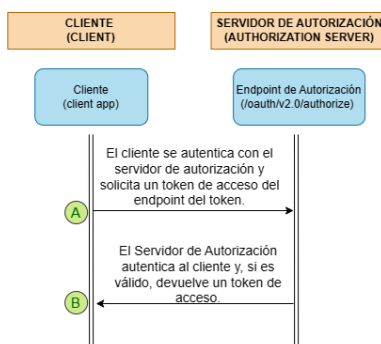 CLIENTE
(CLIENT)
SERVIDOR DE AUTORIZACIÓN
(AUTHORIZATION SERVER)
Cliente
(client app)
Endpoint de Autorización
(/oauth/v2.0/authorize)
El cliente se autentica con el
servidor de autorización y
solicita un token de acceso del
endpoint del token.
A
El Servidor de Autorización
autentica al cliente y, si es
válido, devuelve un token de
acceso.
B